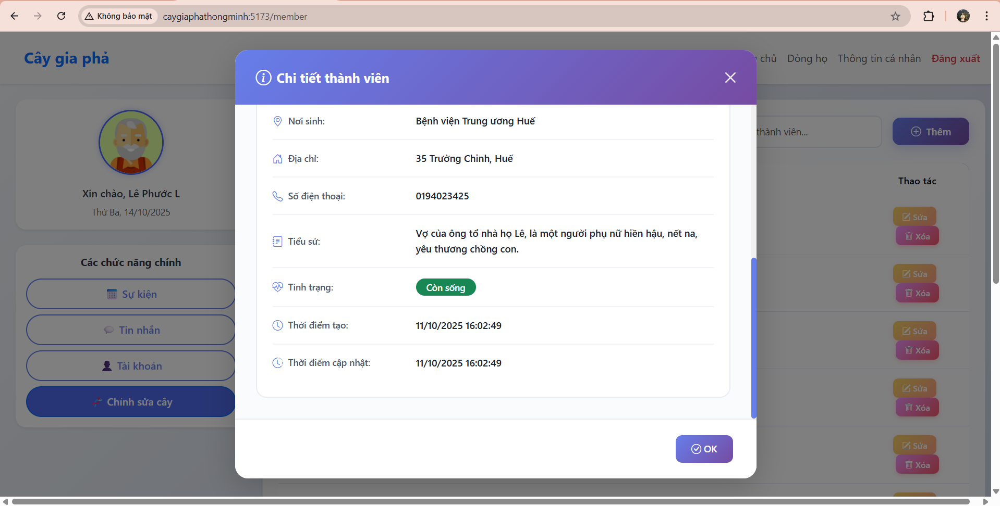 Không bảo mật
caygiaphathongminh:5173/member
Cây gia phả
chủ
Dòng họ
Thông tin cá nhân
Đăng xuất
Xin chào, Lê Phước L
Thứ Ba, 14/10/2025
Các chức năng chính
Sự kiện
Tin nhắn
Tài khoản
Chỉnh sửa cây
Chi tiết thành viên
Nơi sinh: Bệnh viện Trung ương Huế
Địa chỉ: 35 Trường Chinh, Huế
Số điện thoại: 0194023425
Tiểu sử: Vợ của ông tổ nhà họ Lê, là một người phụ nữ hiền hậu, nết na,
yêu thương chồng con.
Tình trạng: Còn sống
Thời điểm tạo: 11/10/2025 16:02:49
Thời điểm cập nhật: 11/10/2025 16:02:49
OK
thành viên...
Thêm
Thao tác
Sửa
Xóa
Sửa
Xóa
Sửa
Xóa
Sửa
Xóa
Sửa
Xóa